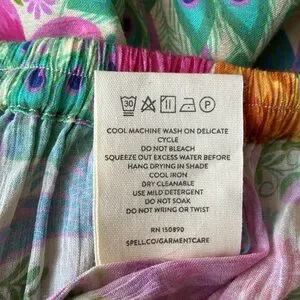 30 P
COOL MACHINE WASH ON DELICATE
CYCLE
DO NOT BLEACH
SQUEEZE OUT EXCESS WATER BEFORE
HANG DRYING IN SHADE
COOL IRON
DRY CLEANABLE
USE MILD DETERGENT
DO NOT SOAK
DO NOT WRING OR TWIST
RN 150890
SPELL.CO/GARMENTCARE